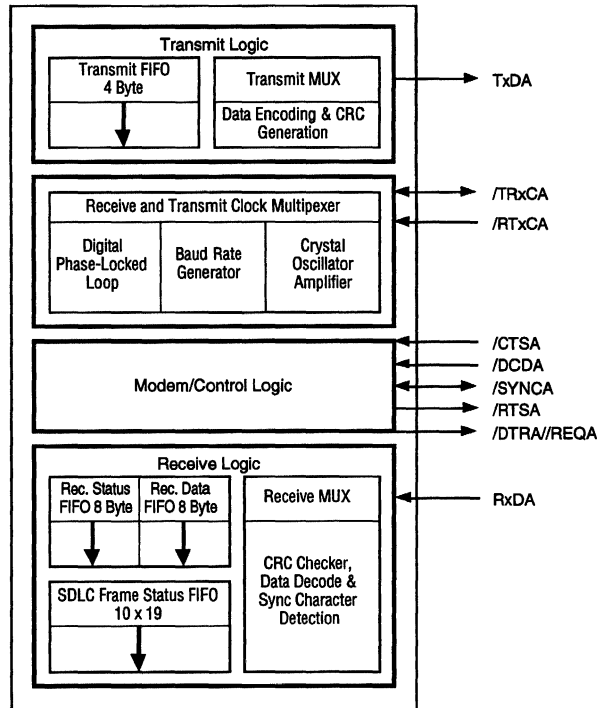 Transmit Logic
Transmit FIFO
4 Byte
Transmit MUX
Data Encoding & CRC
Generation
TxDA
Receive and Transmit Clock Multipexer
Digital
Phase-Locked
Loop
Baud Rate
Generator
Crystal
Oscillator
Amplifier
/TRxCA
/RTxCA
Modem/Control Logic
/CTSA
/DCDA
/SYNCA
/RTSA
/DTRA//REQA
Receive Logic
Rec. Status
FIFO 8 Byte
Rec. Data
FIFO 8 Byte
Receive MUX
CRC Checker,
Data Decode &
Sync Character
Detection
SDLC Frame Status FIFO
10 x 19
RxDA